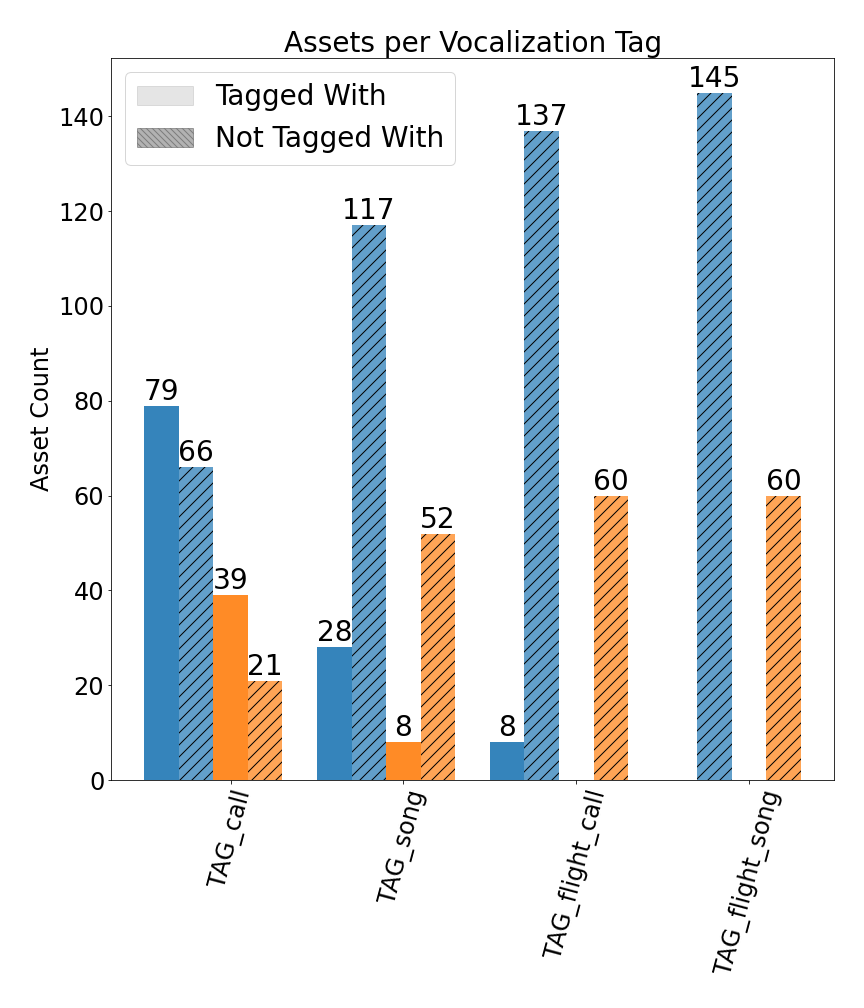 Assets per Vocalization Tag
Tagged With
Not Tagged With
Asset Count
140
120
100
80
60
40
20
0
79
66
39
21
28
117
8
52
8
137
60
145
60
TAG_call
TAG_song
TAG_flight_call
TAG_flight_song